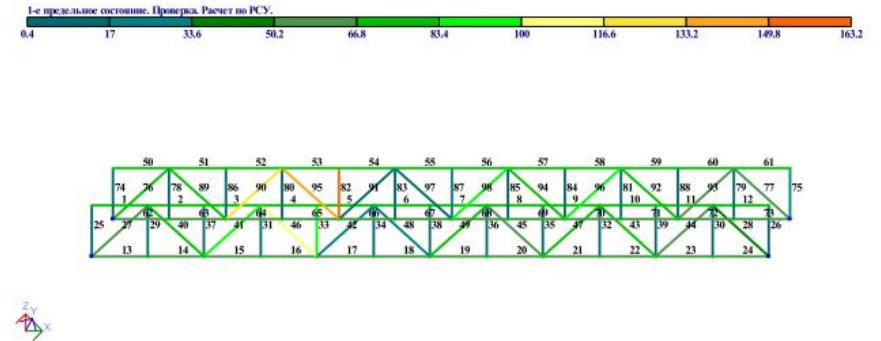 1-е предельное состояние. Проверка. Расчет по РСУ.
0.4 17 33.6 50.2 66.8 83.4 100 116.6 133.2 149.8 163.2
50 51 52 53 54 55 56 57 58 59 60 61
74 76 78 89 86 90 80 95 82 91 83 97 87 98 85 94 84 96 81 92 88 93 79 77 75
1 2 3 4 5 6 7 8 9 10 11 12
62 63 64 65 66 67 68 69 70 71 72 73
25 27 29 40 37 41 31 46 33 42 34 48 38 49 36 45 35 47 32 43 39 44 30 28 26
13 14 15 16 17 18 19 20 21 22 23 24
Z Y X